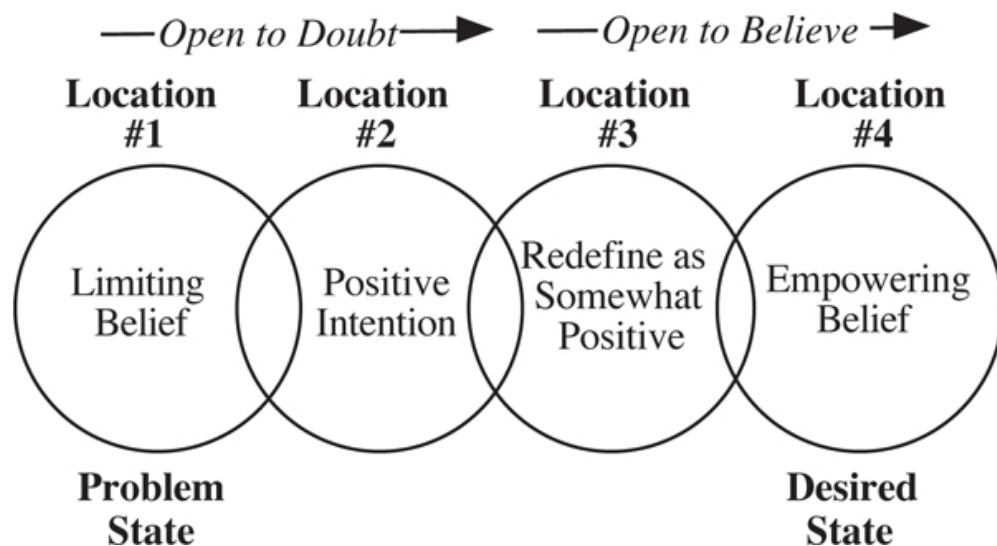 Open to Doubt
Open to Believe
Location
#1
Location
#2
Location
#3
Location
#4
Limiting
Belief
Positive
Intention
Redefine as
Somewhat
Positive
Empowering
Belief
Problem
State
Desired
State